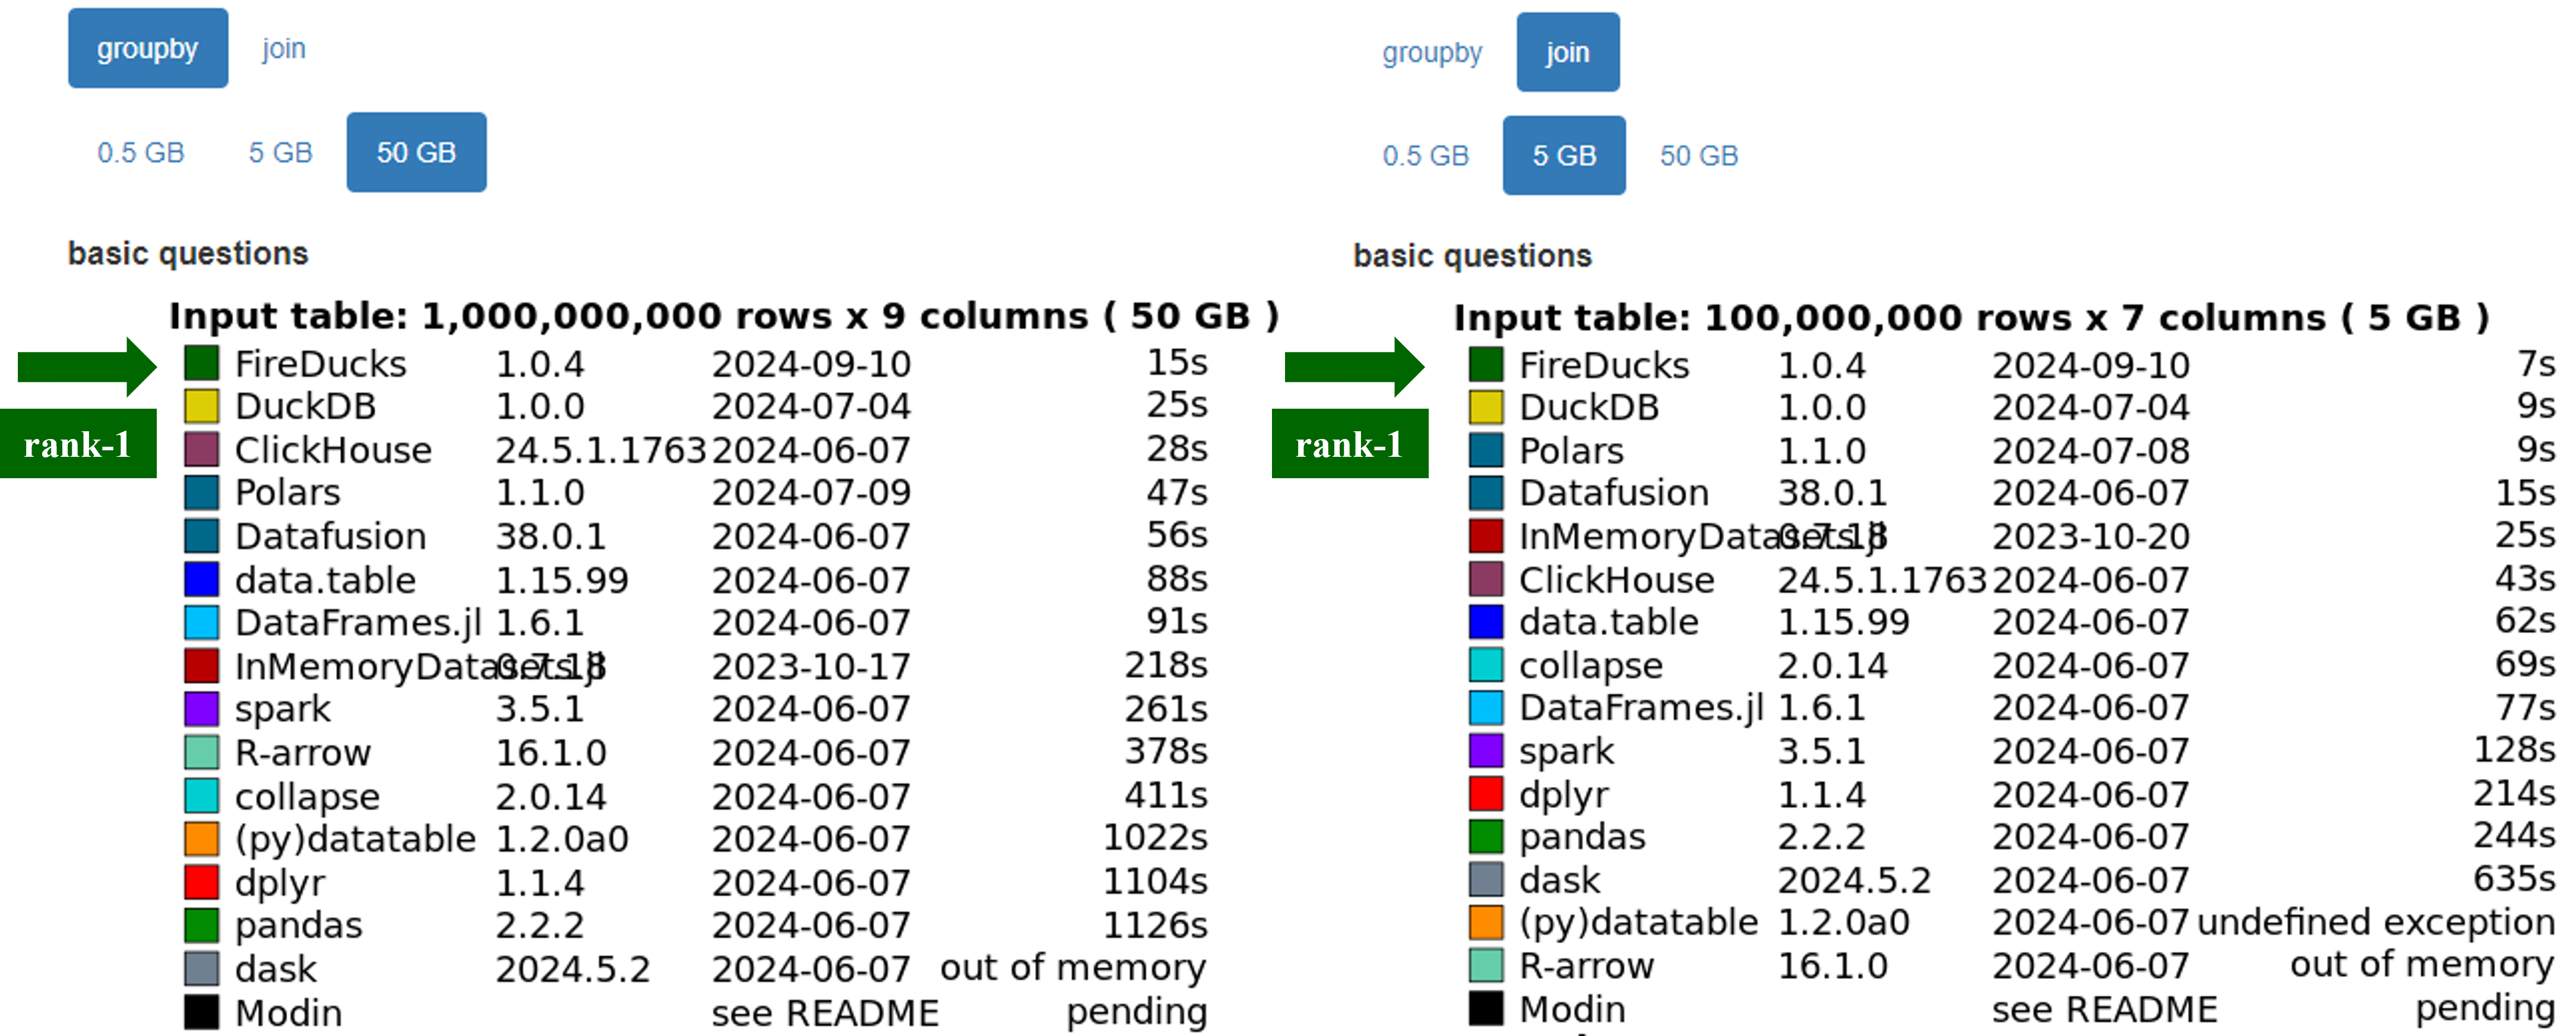 groupby join
0.5 GB 5 GB 50 GB
basic questions
Input table: 1,000,000,000 rows x 9 columns ( 50 GB )
FireDucks 1.0.4 2024-09-10 15s
DuckDB 1.0.0 2024-07-04 25s
rank-1
ClickHouse 24.5.1.1763 2024-06-07 28s
Polars 1.1.0 2024-07-09 47s
Datafusion 38.0.1 2024-06-07 56s
data.table 1.15.99 2024-06-07 88s
DataFrames.jl 1.6.1 2024-06-07 91s
InMemoryDatasets.jl 0.7.18 2023-10-17 218s
spark 3.5.1 2024-06-07 261s
R-arrow 16.1.0 2024-06-07 378s
collapse 2.0.14 2024-06-07 411s
(py)datatable 1.2.0a0 2024-06-07 1022s
dplyr 1.1.4 2024-06-07 1104s
pandas 2.2.2 2024-06-07 1126s
dask 2024.5.2 2024-06-07 out of memory
Modin see README pending
groupby join
0.5 GB 5 GB 50 GB
basic questions
Input table: 100,000,000 rows x 7 columns ( 5 GB )
FireDucks 1.0.4 2024-09-10 7s
DuckDB 1.0.0 2024-07-04 9s
rank-1
Polars 1.1.0 2024-07-08 9s
Datafusion 38.0.1 2024-06-07 15s
InMemoryDatasets.jl 0.7.18 2023-10-20 25s
ClickHouse 24.5.1.1763 2024-06-07 43s
data.table 1.15.99 2024-06-07 62s
collapse 2.0.14 2024-06-07 69s
DataFrames.jl 1.6.1 2024-06-07 77s
spark 3.5.1 2024-06-07 128s
dplyr 1.1.4 2024-06-07 214s
pandas 2.2.2 2024-06-07 244s
dask 2024.5.2 2024-06-07 635s
(py)datatable 1.2.0a0 2024-06-07 undefined exception
R-arrow 16.1.0 2024-06-07 out of memory
Modin see README pending